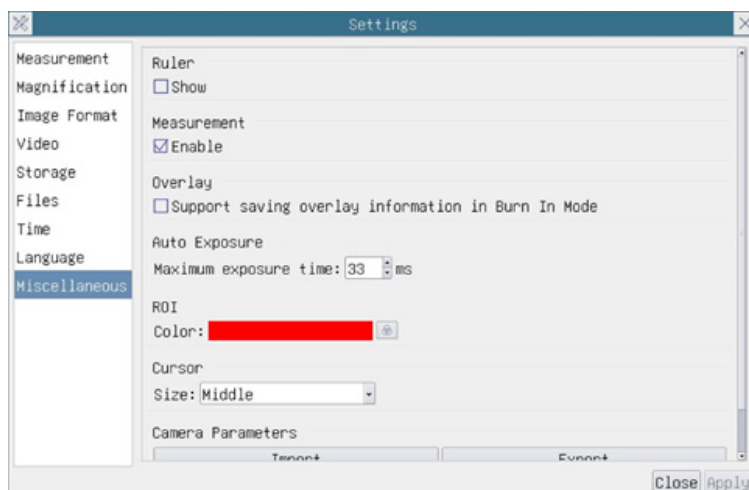 Settings
Measurement
Magnification
Image Format
Video
Storage
Files
Time
Language
Miscellaneous
Ruler
Show
Measurement
Enable
Overlay
Support saving overlay information in Burn In Mode
Auto Exposure
Maximum exposure time: 33 ms
ROI
Color:
Cursor
Size: Middle
Camera Parameters
Import Export
Close Apply